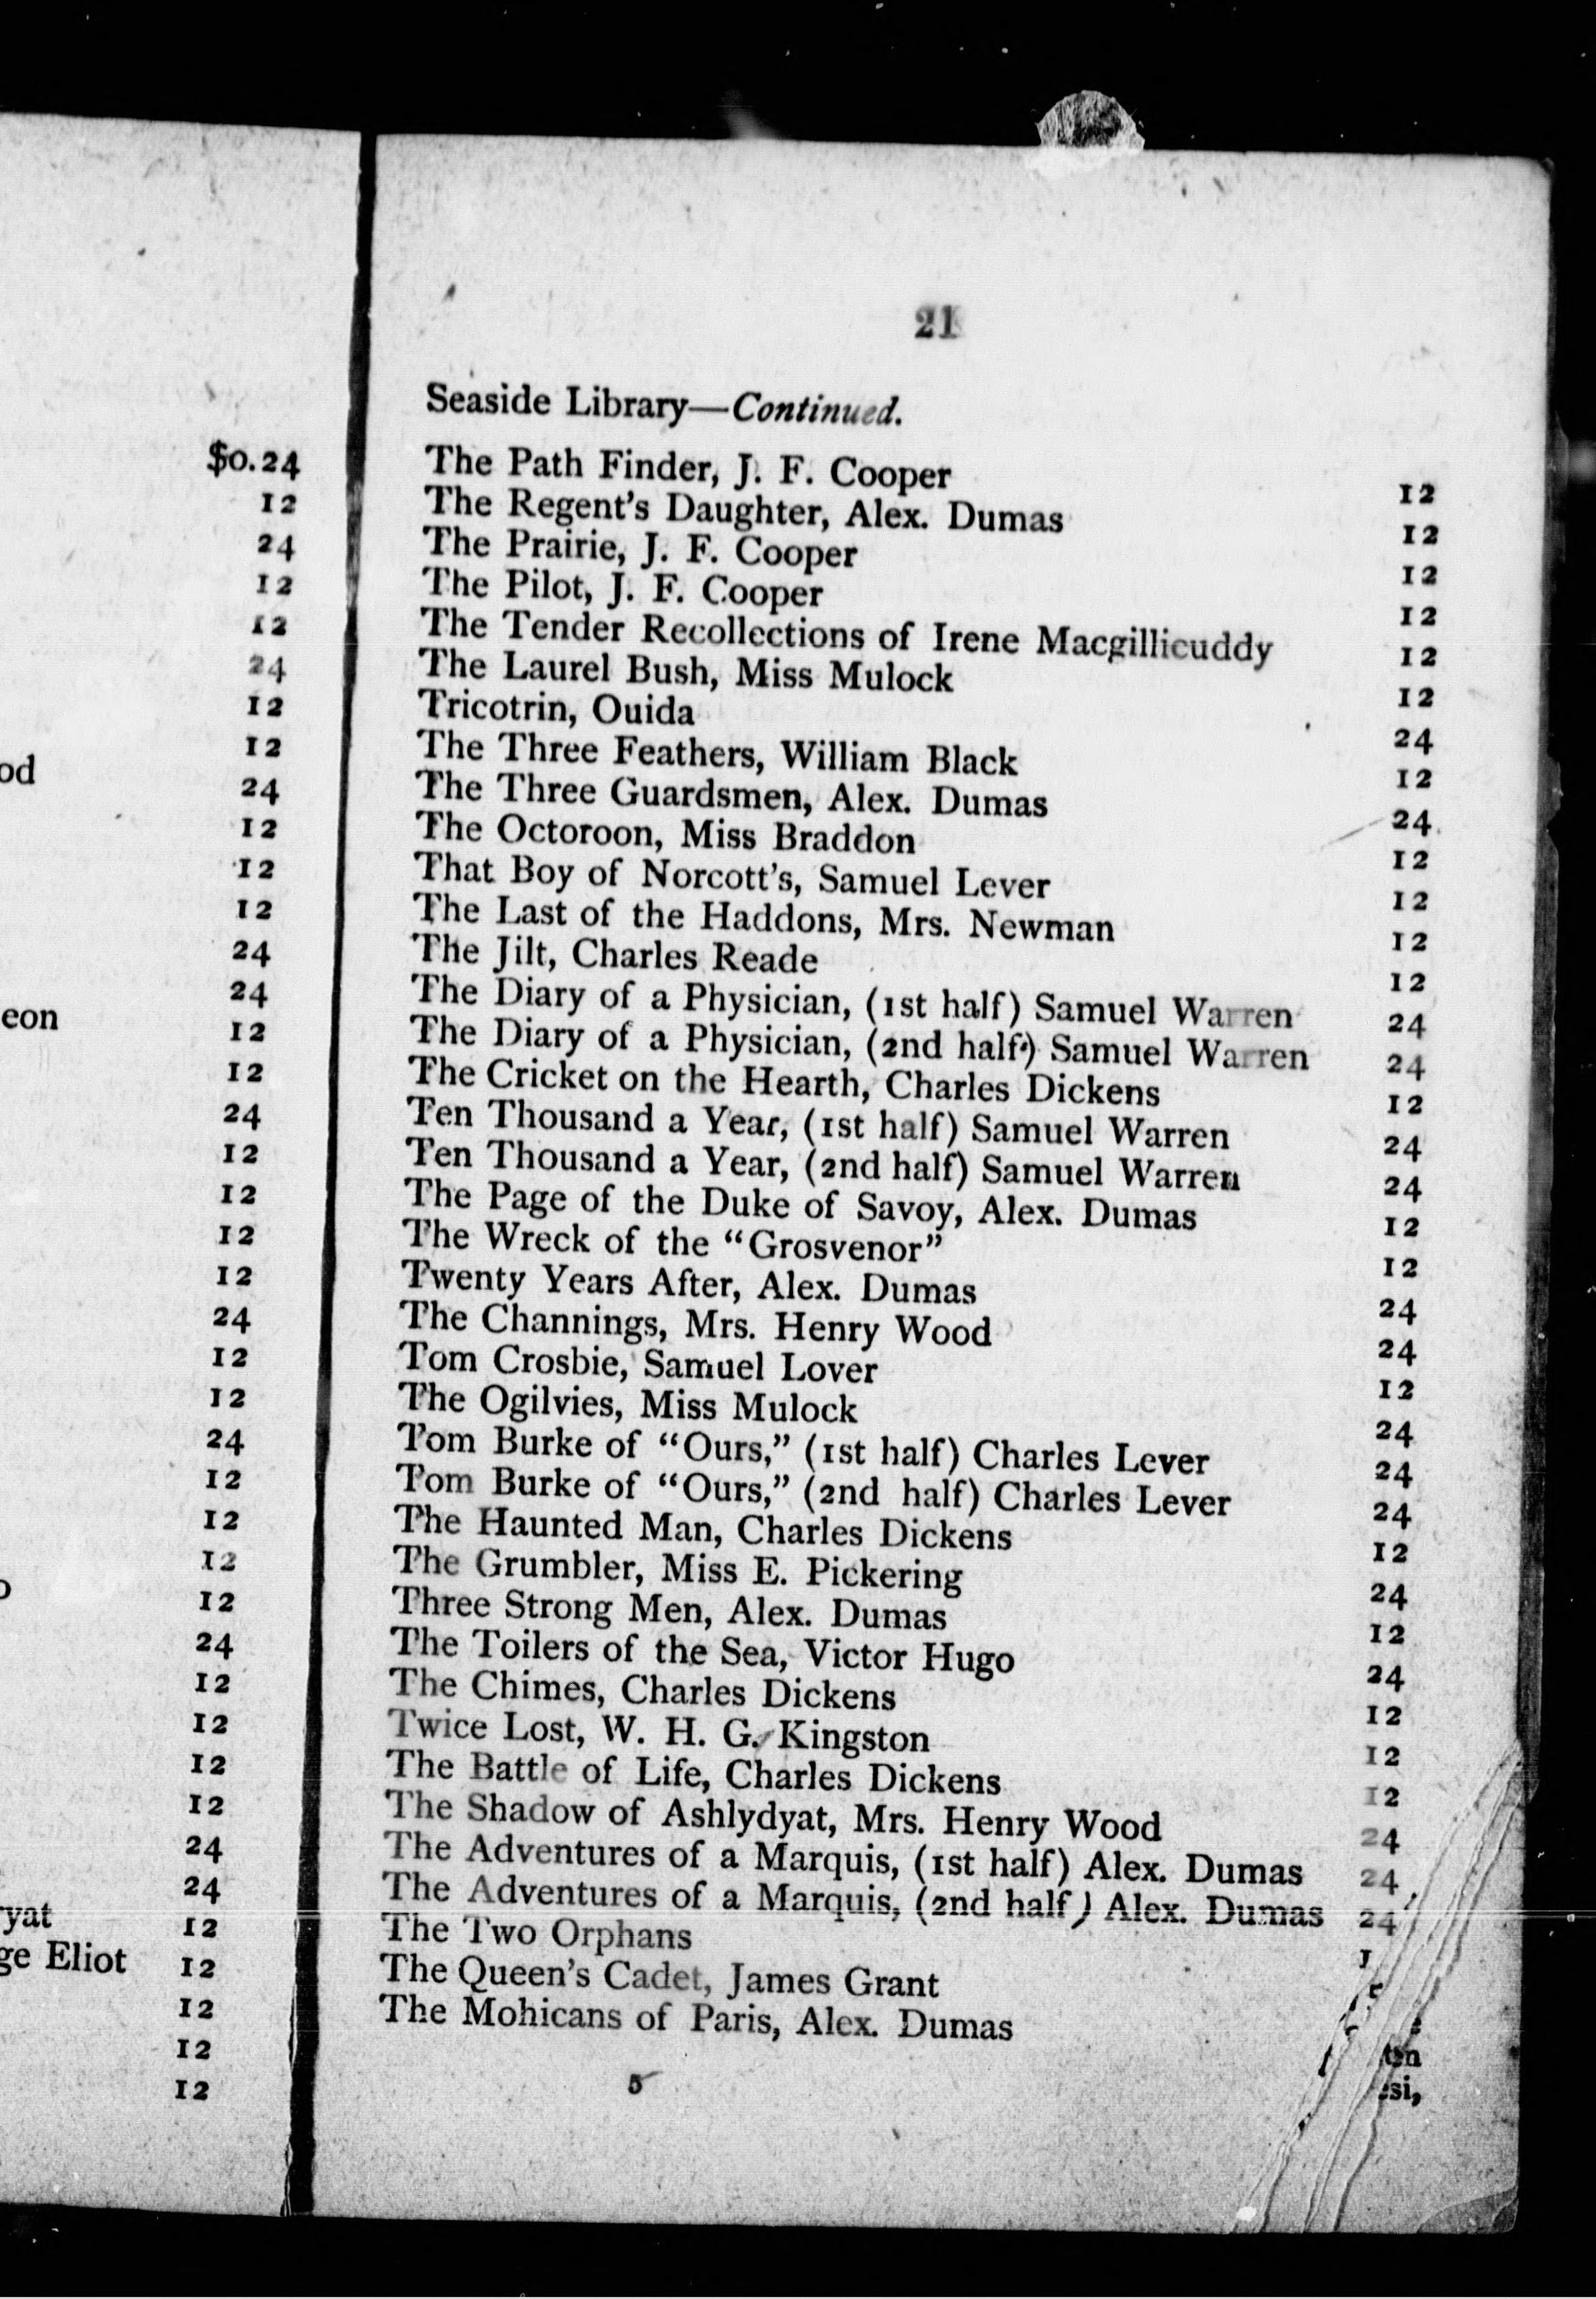 $0.24
12
24
12
12
24
12
12
od
24
12
12
12
24
24
eon
12
12
24
12
12
12
12
24
12
12
24
12
12
12
12
24
12
12
12
12
24
24
yat
12
ge Eliot 12
12
12
12
21
Seaside Library—Continued.
The Path Finder, J. F. Cooper 12
The Regent's Daughter, Alex. Dumas 12
The Prairie, J. F. Cooper 12
The Pilot, J. F. Cooper 12
The Tender Recollections of Irene Macgillicuddy 12
The Laurel Bush, Miss Mulock 12
Tricotrin, Ouida 24
The Three Feathers, William Black 12
The Three Guardsmen, Alex. Dumas 24
The Octoroon, Miss Braddon 12
That Boy of Norcott's, Samuel Lever 12
The Last of the Haddons, Mrs. Newman 12
The Jilt, Charles Reade 12
The Diary of a Physician, (1st half) Samuel Warren 24
The Diary of a Physician, (2nd half) Samuel Warren 24
The Cricket on the Hearth, Charles Dickens 12
Ten Thousand a Year, (1st half) Samuel Warren 24
Ten Thousand a Year, (2nd half) Samuel Warren 24
The Page of the Duke of Savoy, Alex. Dumas 12
The Wreck of the "Grosvenor" 12
Twenty Years After, Alex. Dumas 24
The Channings, Mrs. Henry Wood 24
Tom Crosbie, Samuel Lover 12
The Ogilvies, Miss Mulock 24
Tom Burke of "Ours," (1st half) Charles Lever 24
Tom Burke of "Ours," (2nd half) Charles Lever 24
The Haunted Man, Charles Dickens 12
The Grumbler, Miss E. Pickering 24
Three Strong Men, Alex. Dumas 12
The Toilers of the Sea, Victor Hugo 24
The Chimes, Charles Dickens 12
Twice Lost, W. H. G. Kingston 12
The Battle of Life, Charles Dickens 12
The Shadow of Ashlydyat, Mrs. Henry Wood 24
The Adventures of a Marquis, (1st half) Alex. Dumas 24
The Adventures of a Marquis, (2nd half) Alex. Dumas 24
The Two Orphans
The Queen's Cadet, James Grant
The Mohicans of Paris, Alex. Dumas
5